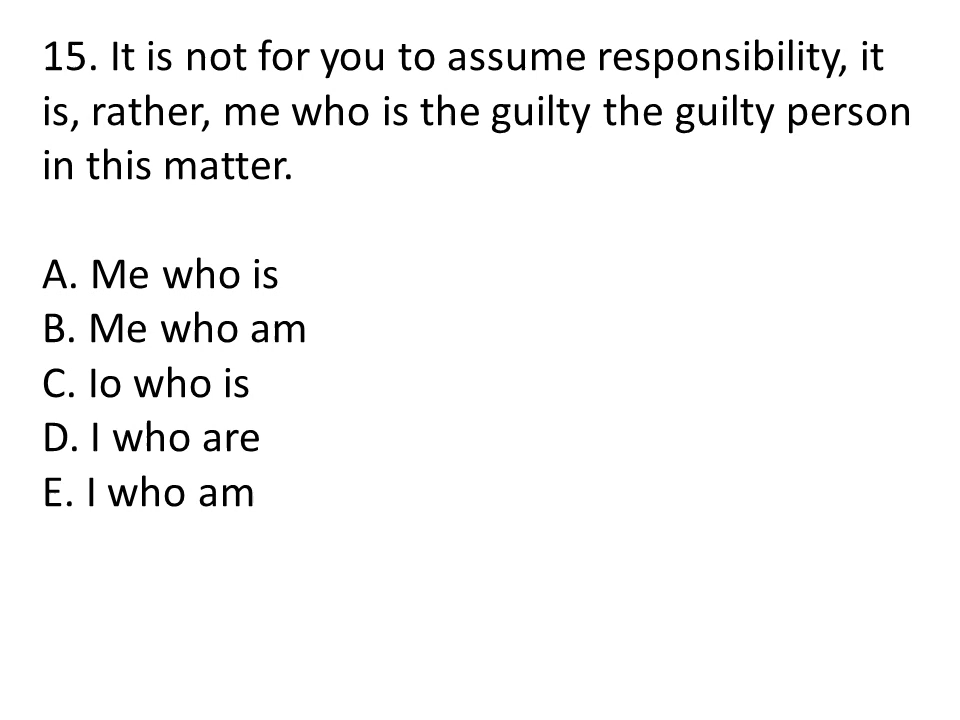 15. It is not for you to assume responsibility, it
is, rather, me who is the guilty the guilty person
in this matter.
A. Me who is
B. Me who am
C. Io who is
D. I who are
E. I who am